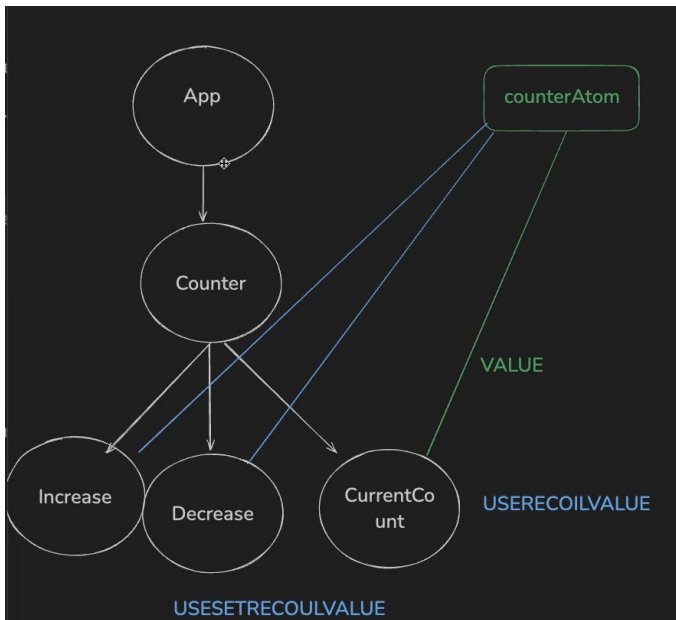 App
counterAtom
Counter
VALUE
Increase
Decrease
CurrentCo
unt
USERECOILVALUE
USESETRECOULVALUE